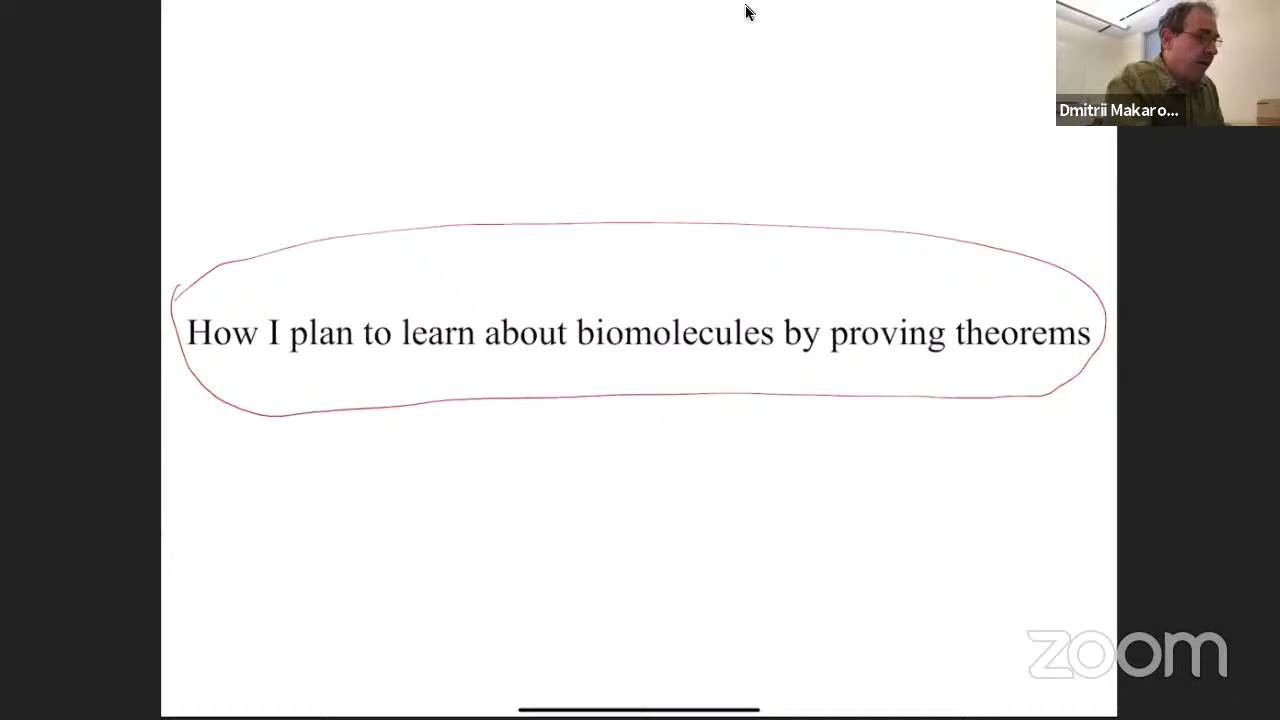 Dmitrii Makaro...
How I plan to learn about biomolecules by proving theorems
zoom